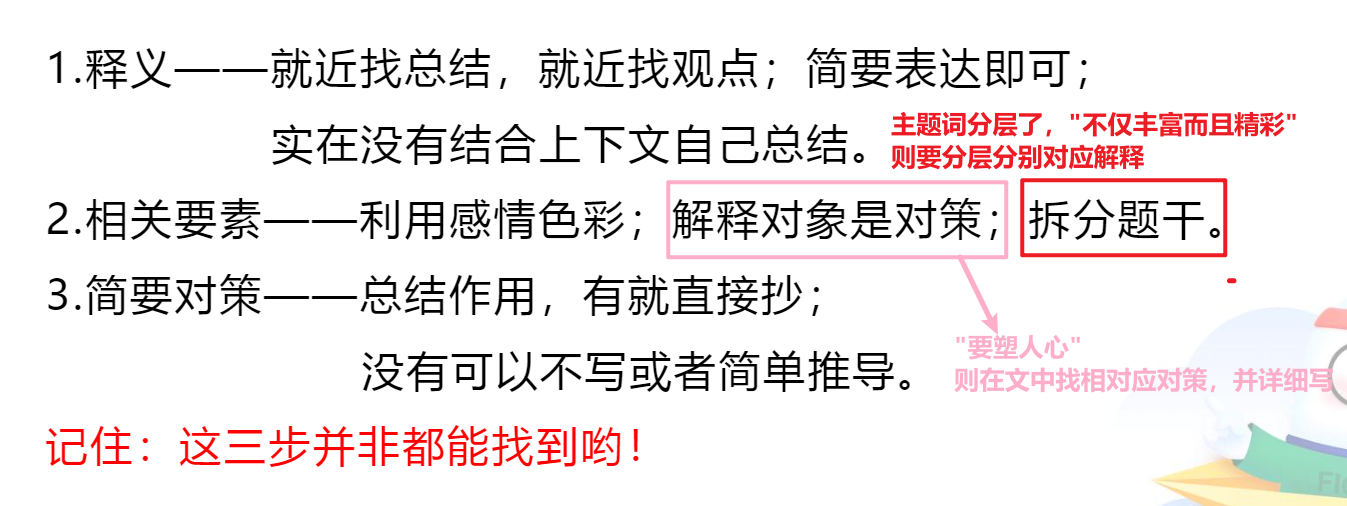 1.释义——就近找总结，就近找观点；简要表达即可；
实在没有结合上下文自己总结。
主题词分层了，"不仅丰富而且精彩"
则要分层分别对应解释
2.相关要素——利用感情色彩；解释对象是对策；拆分题干。
3.简要对策——总结作用，有就直接抄；
没有可以不写或者简单推导。
"要塑人心"
则在文中找相对应对策，并详细写
记住：这三步并非都能找到哟！